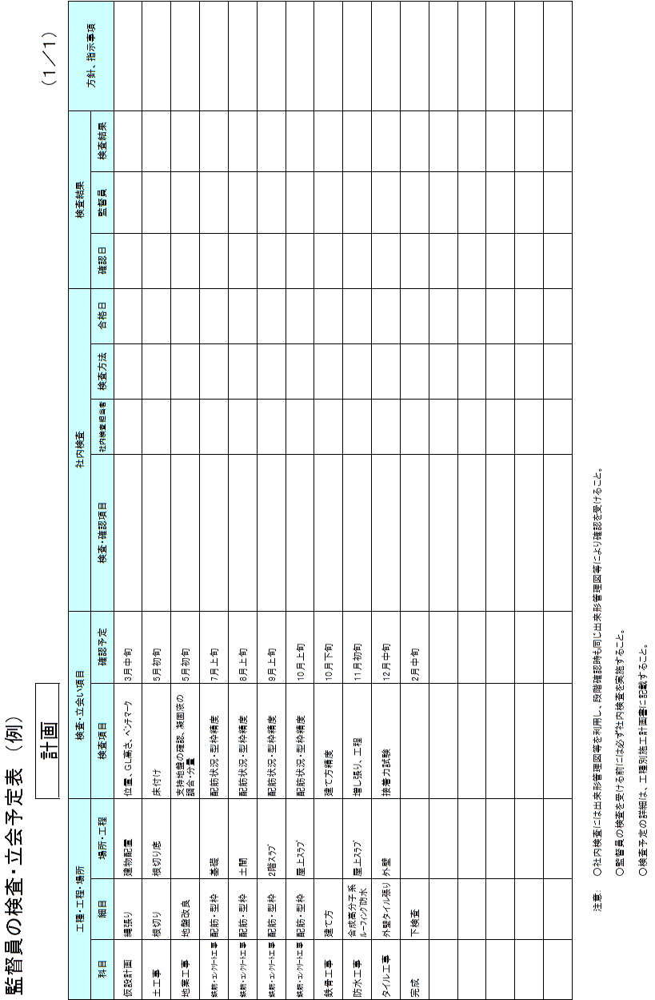 監督員の検査・立会予定表（例）
計画
（１／１）
工種・工程・場所 検査・立会い項目 社内検査 検査結果 方針、指示事項
科目 細目 場所・工程 検査項目 確認予定 検査・確認項目 社内検査担当者 検査方法 合格日 確認日 監督員 検査結果
仮設計画 縄張り 建物配置 位置、GL高さ、ベンチマーク 3月中旬
土工事 根切り 根切り底 床付け 5月初旬
地業工事 地盤改良 支持地盤の確認、凝固液の
調合・分量 5月初旬
鉄筋・コンクリート工事 配筋・型枠 基礎 配筋状況・型枠精度 7月上旬
鉄筋・コンクリート工事 配筋・型枠 土間 配筋状況・型枠精度 8月上旬
鉄筋・コンクリート工事 配筋・型枠 2階スラブ 配筋状況・型枠精度 9月上旬
鉄筋・コンクリート工事 配筋・型枠 屋上スラブ 配筋状況・型枠精度 10月上旬
鉄骨工事 建て方 建て方精度 10月下旬
防水工事 合成高分子系
ルーフィング防水 屋上スラブ 増し張り、工程 11月初旬
タイル工事 外壁タイル張り 外壁 接着力試験 12月中旬
完成 下検査 2月中旬
注意： ○社内検査には出来形管理図等を利用し、段階確認時も同じ出来形管理図等により確認を受けること。
○監督員の検査を受ける前には必ず社内検査を実施すること。
○検査予定の詳細は、工種別施工計画書に記載すること。